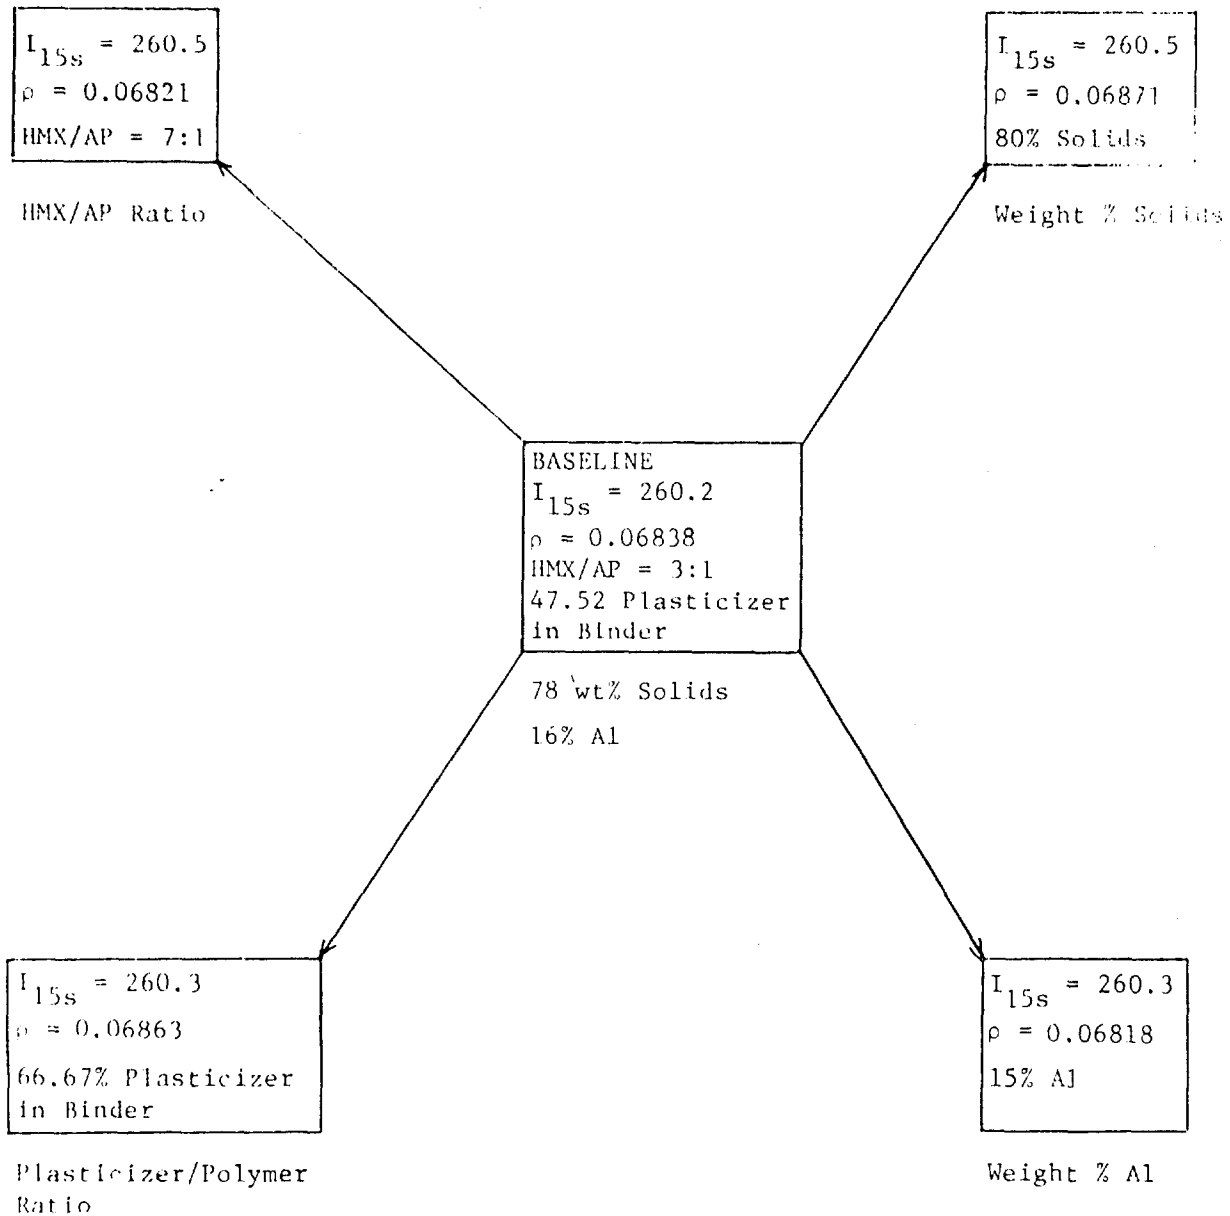 I15s = 260.5
ρ = 0.06821
HMX/AP = 7:1
HMX/AP Ratio
I15s = 260.5
ρ = 0.06871
80% Solids
Weight % Solids
BASELINE
I15s = 260.2
ρ = 0.06838
HMX/AP = 3:1
47.52 Plasticizer
in Binder
78 wt% Solids
16% Al
I15s = 260.3
ρ = 0.06863
66.67% Plasticizer
in Binder
Plasticizer/Polymer
Ratio
I15s = 260.3
ρ = 0.06818
15% Al
Weight % Al